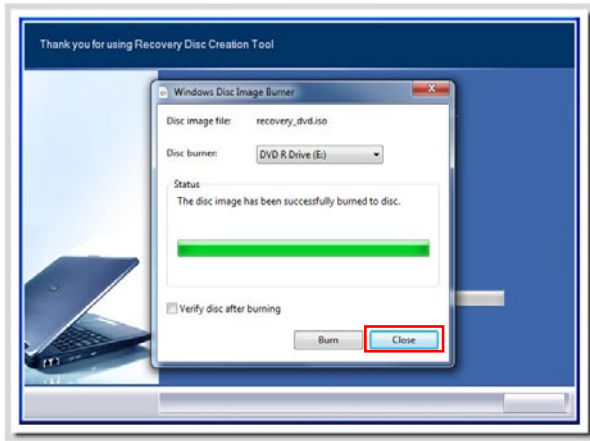 Thank you for using Recovery Disc Creation Tool
Windows Disc Image Burner
Disc image file: recovery_dvd.iso
Disc burner: DVD R Drive (E:)
Status
The disc image has been successfully burned to disc.
Verify disc after burning
Burn Close